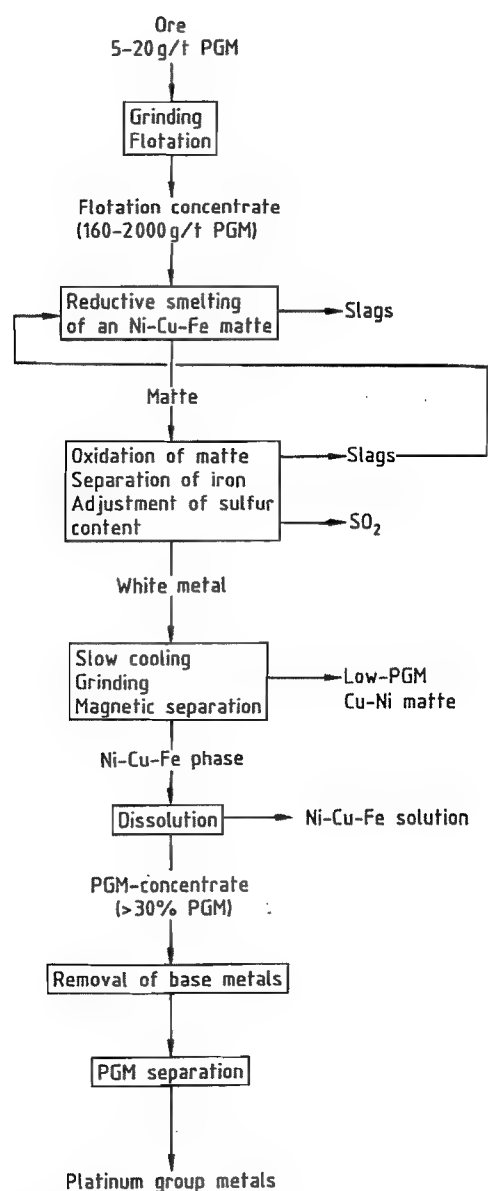 Ore
5–20 g/t PGM
Grinding
Flotation
Flotation concentrate
(160–2000 g/t PGM)
Reductive smelting
of an Ni-Cu-Fe matte
Slags
Matte
Oxidation of matte
Separation of iron
Adjustment of sulfur
content
Slags
SO₂
White metal
Slow cooling
Grinding
Magnetic separation
Low-PGM
Cu-Ni matte
Ni-Cu-Fe phase
Dissolution
Ni-Cu-Fe solution
PGM-concentrate
(>30% PGM)
Removal of base metals
PGM separation
Platinum group metals